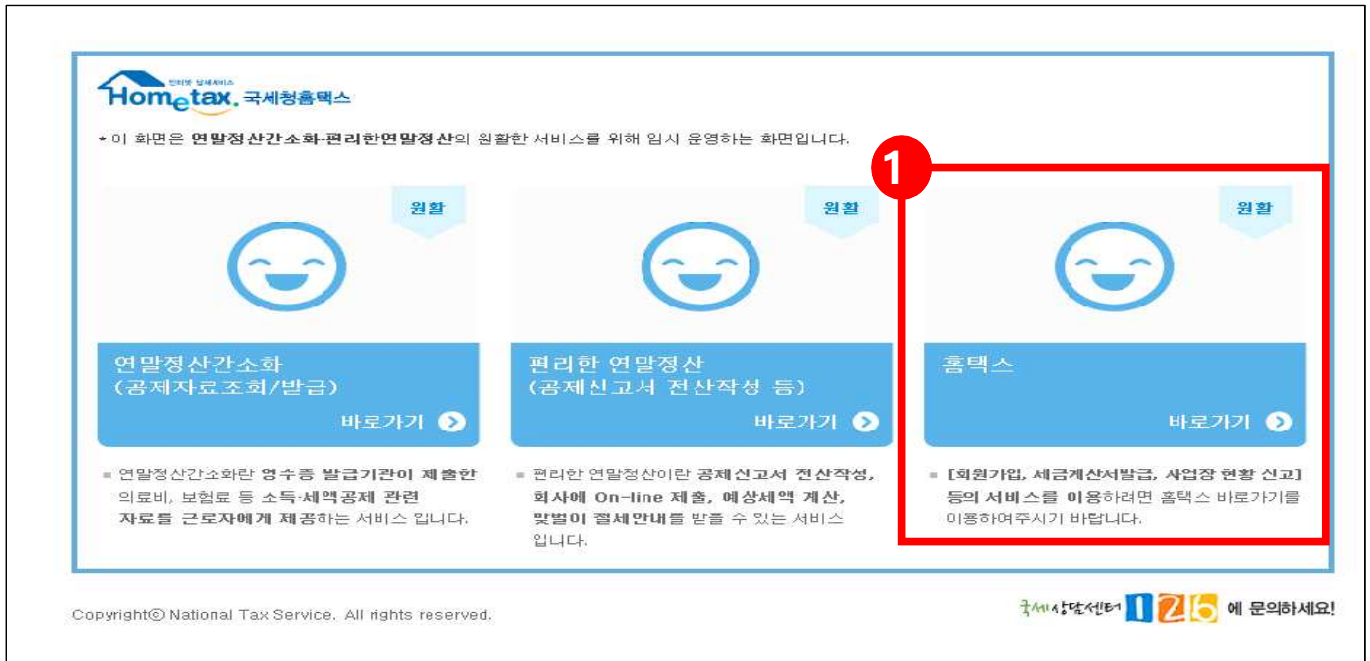 인터넷 납세서비스
Hometax. 국세청홈택스
* 이 화면은 연말정산간소화·편리한연말정산의 원활한 서비스를 위해 임시 운영하는 화면입니다.
1
원활
원활
원활
연말정산간소화
(공제자료조회/발급)
바로가기
편리한 연말정산
(공제신고서 전산작성 등)
바로가기
홈택스
바로가기
연말정산간소화란 영수증 발급기관이 제출한
의료비, 보험료 등 소득·세액공제 관련
자료를 근로자에게 제공하는 서비스 입니다.
편리한 연말정산이란 공제신고서 전산작성,
회사에 On-line 제출, 예상세액 계산,
맞벌이 절세안내를 받을 수 있는 서비스
입니다.
[회원가입, 세금계산서발급, 사업장 현황 신고]
등의 서비스를 이용하려면 홈택스 바로가기를
이용하여주시기 바랍니다.
Copyrightⓒ National Tax Service. All rights reserved.
국세상담센터 126 에 문의하세요!